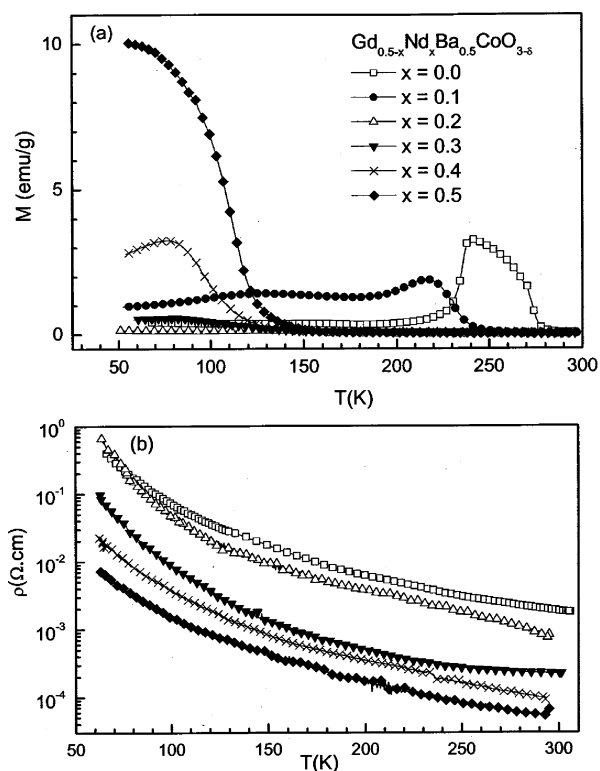 (a)
Gd0.5-xNdxBa0.5CoO3-δ
x = 0.0
x = 0.1
x = 0.2
x = 0.3
x = 0.4
x = 0.5
M (emu/g)
10
5
0
50 100 150 200 250 300
T(K)
(b)
ρ(Ω.cm)
10^0
10^-1
10^-2
10^-3
10^-4
50 100 150 200 250 300
T(K)